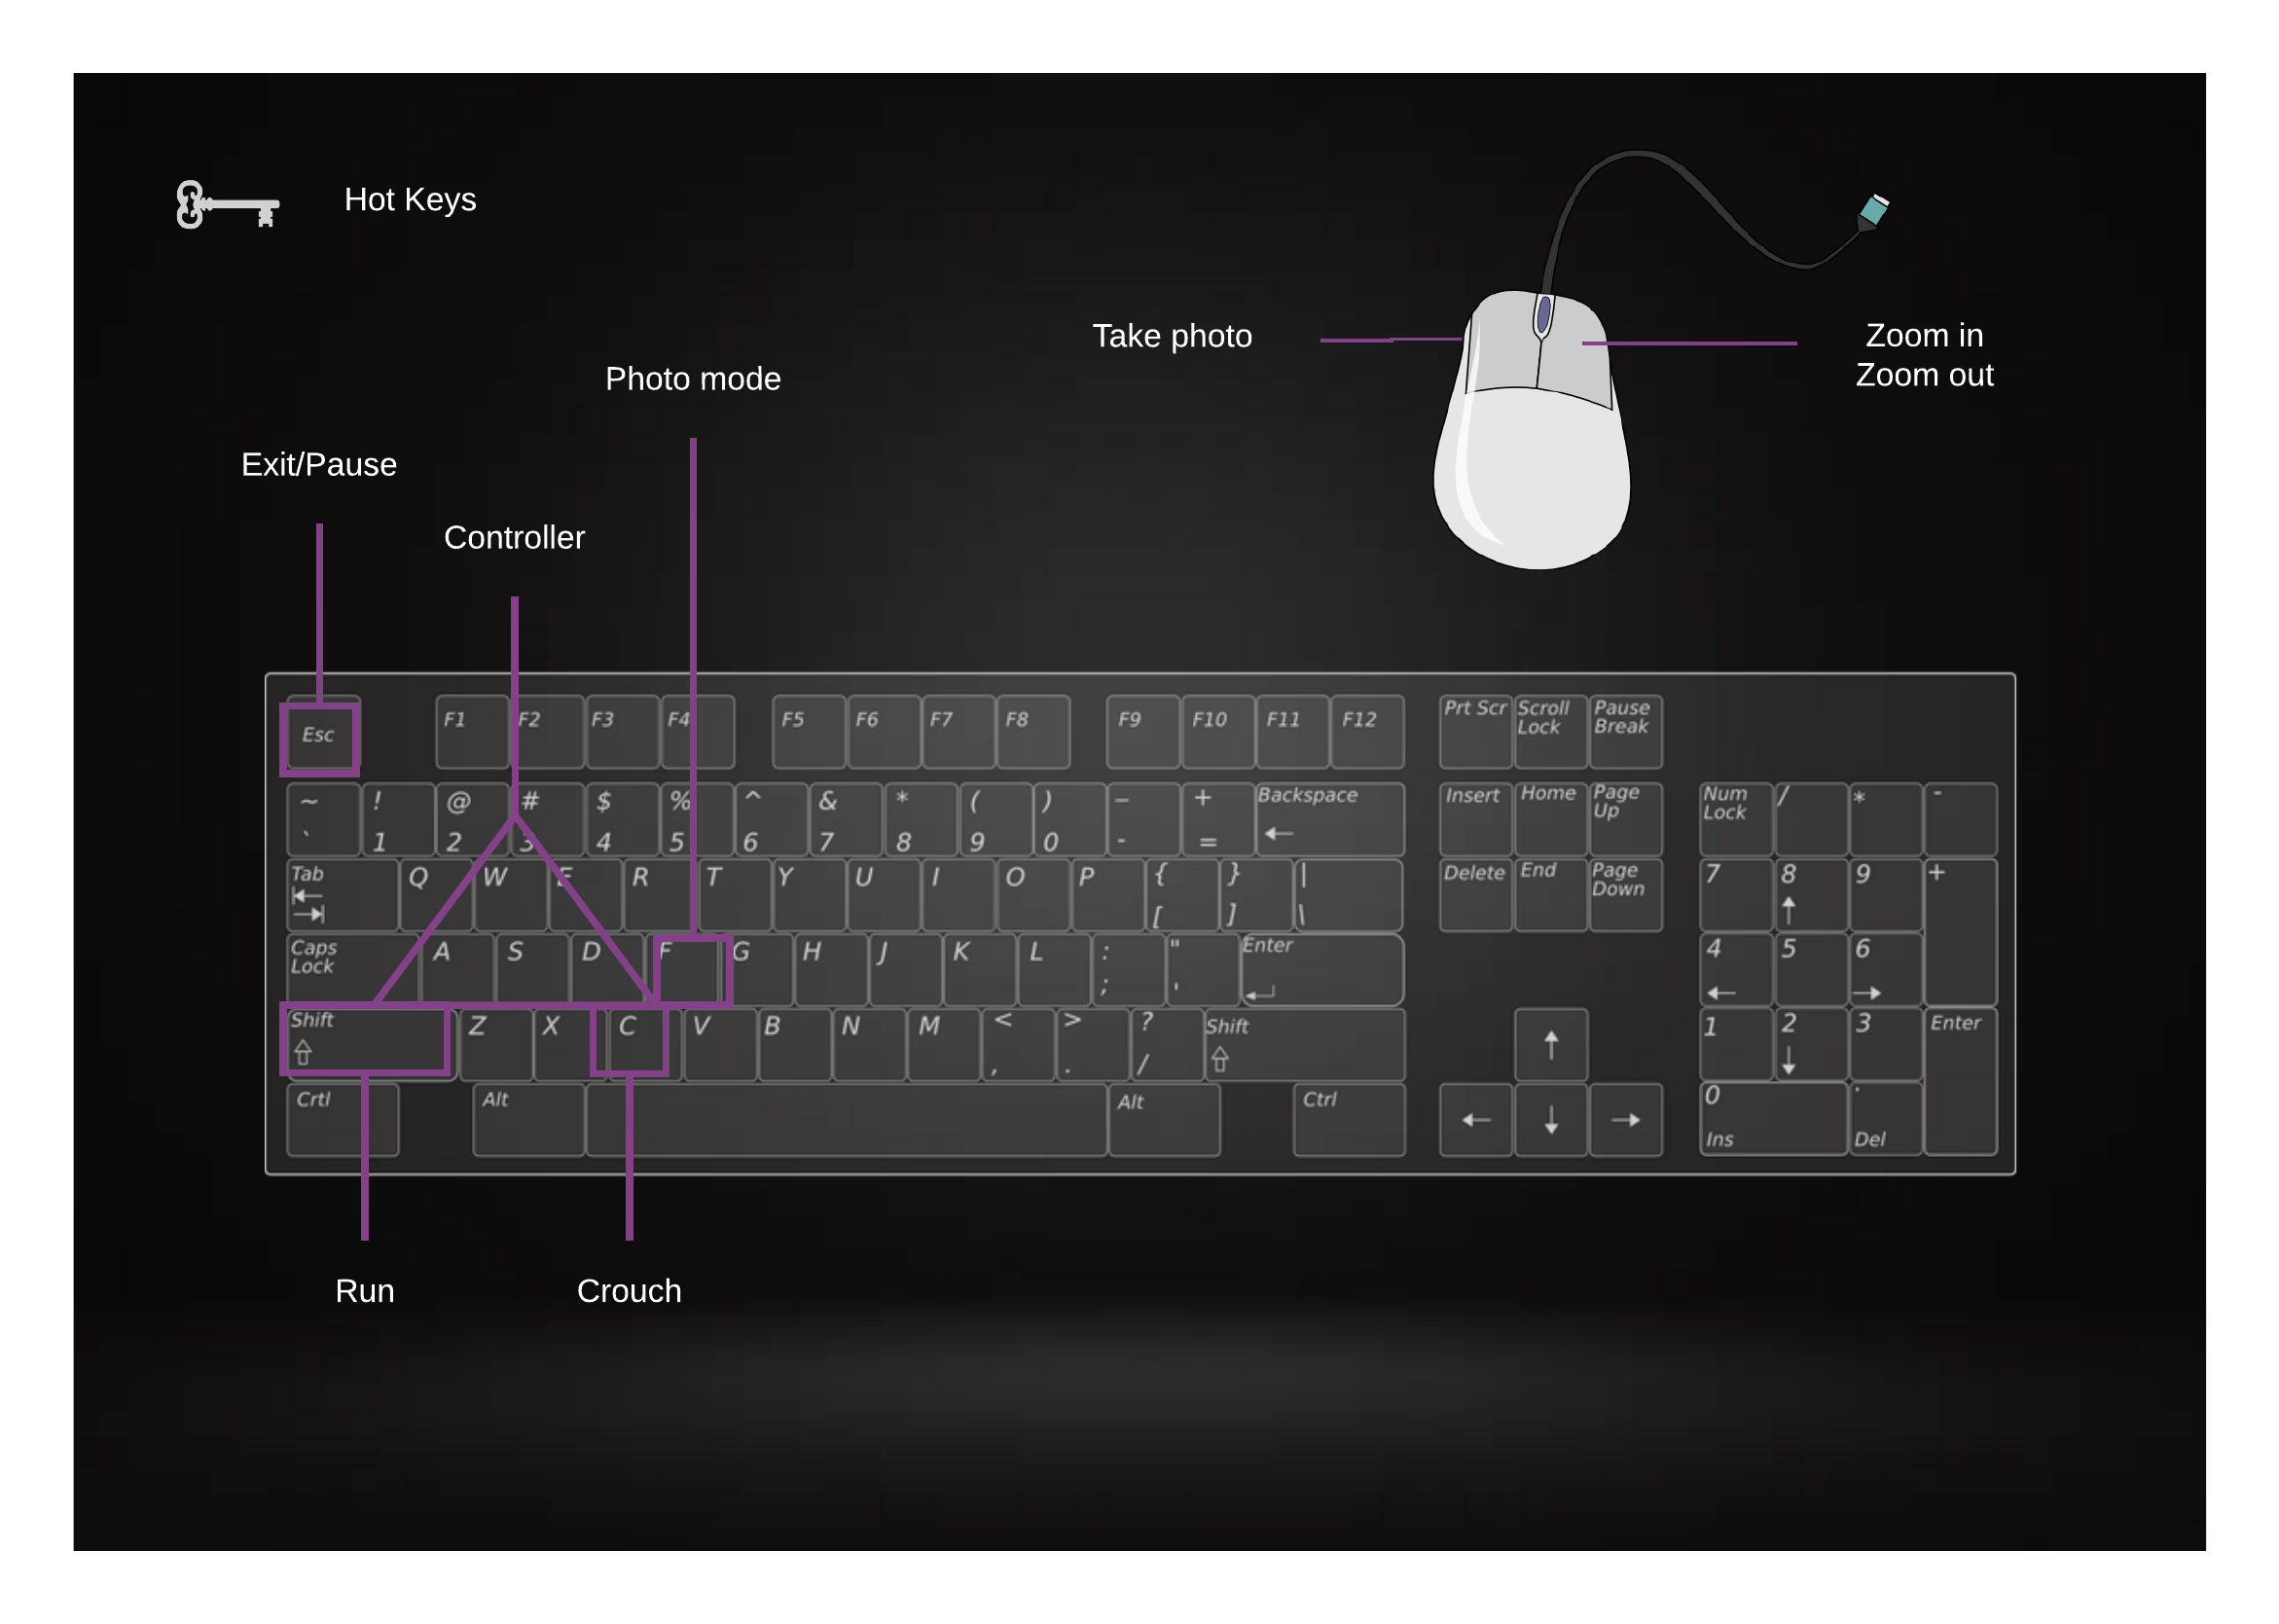 Hot Keys
Take photo
Zoom in
Zoom out
Photo mode
Exit/Pause
Controller
Esc
F1 F2 F3 F4 F5 F6 F7 F8 F9 F10 F11 F12
Prt Scr
Scroll
Lock
Pause
Break
~ ! @ # $ % ^ & * ( ) _ + Backspace
` 1 2 3 4 5 6 7 8 9 0 - = ←
Insert
Home
Page
Up
Num
Lock
/ * -
Tab Q W E R T Y U I O P { } |
[ ] \
Delete
End
Page
Down
7 8 9 +
↑
Caps
Lock
A S D F G H J K L : " Enter
; '
4 5 6
← →
Shift Z X C V B N M < > ? Shift
, . /
↑
1 2 3 Enter
↓
Crtl Alt Alt Ctrl
← ↓ →
0 .
Ins Del
Run
Crouch